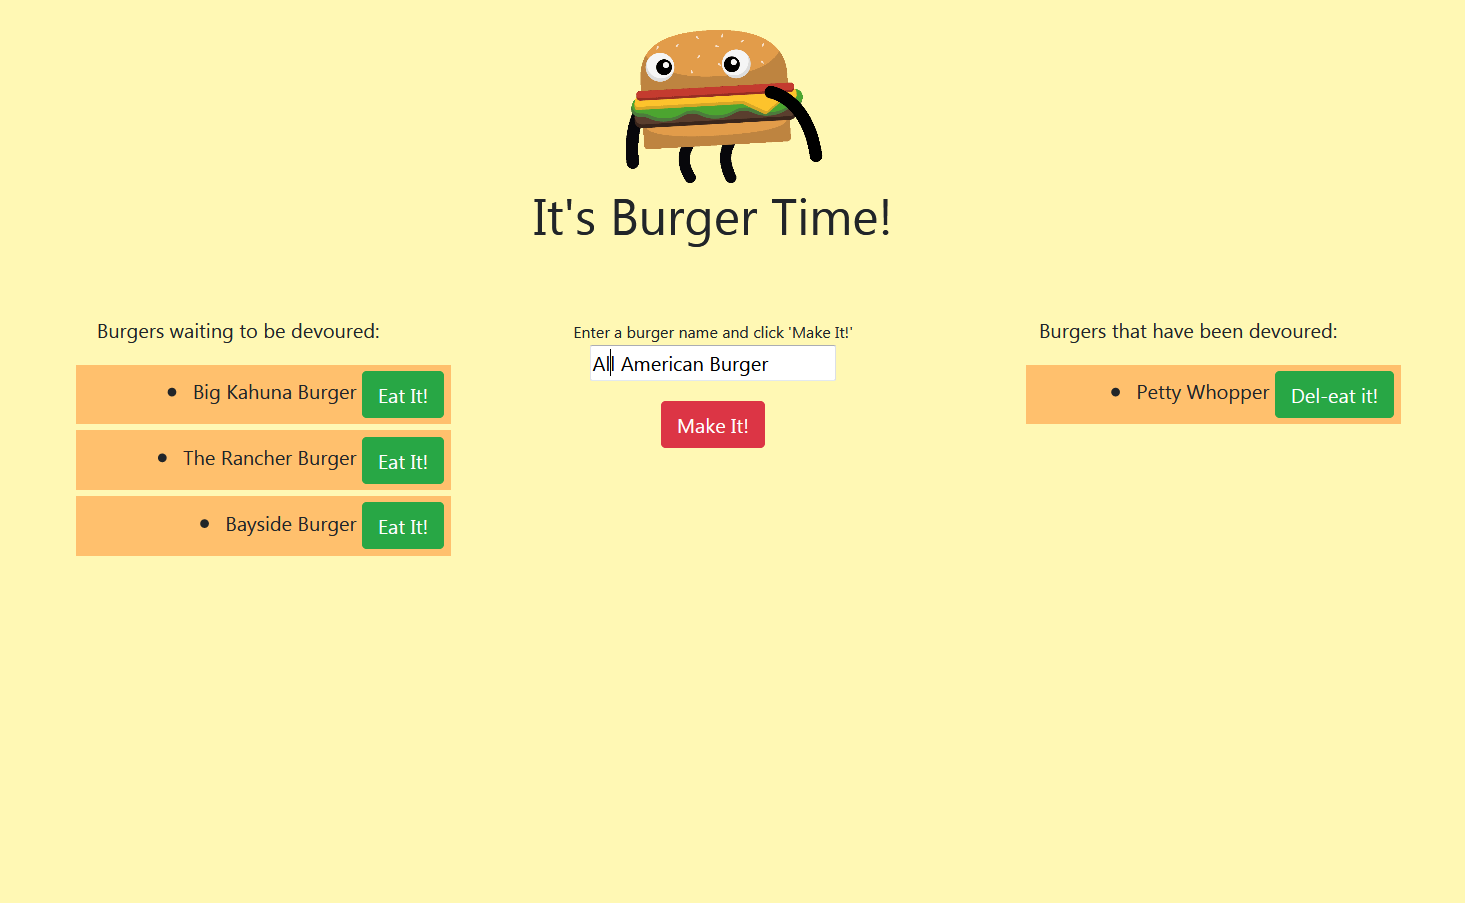 It's Burger Time!
Burgers waiting to be devoured:
Big Kahuna Burger Eat It!
The Rancher Burger Eat It!
Bayside Burger Eat It!
Enter a burger name and click 'Make It!'
All American Burger
Make It!
Burgers that have been devoured:
Petty Whopper Del-eat it!